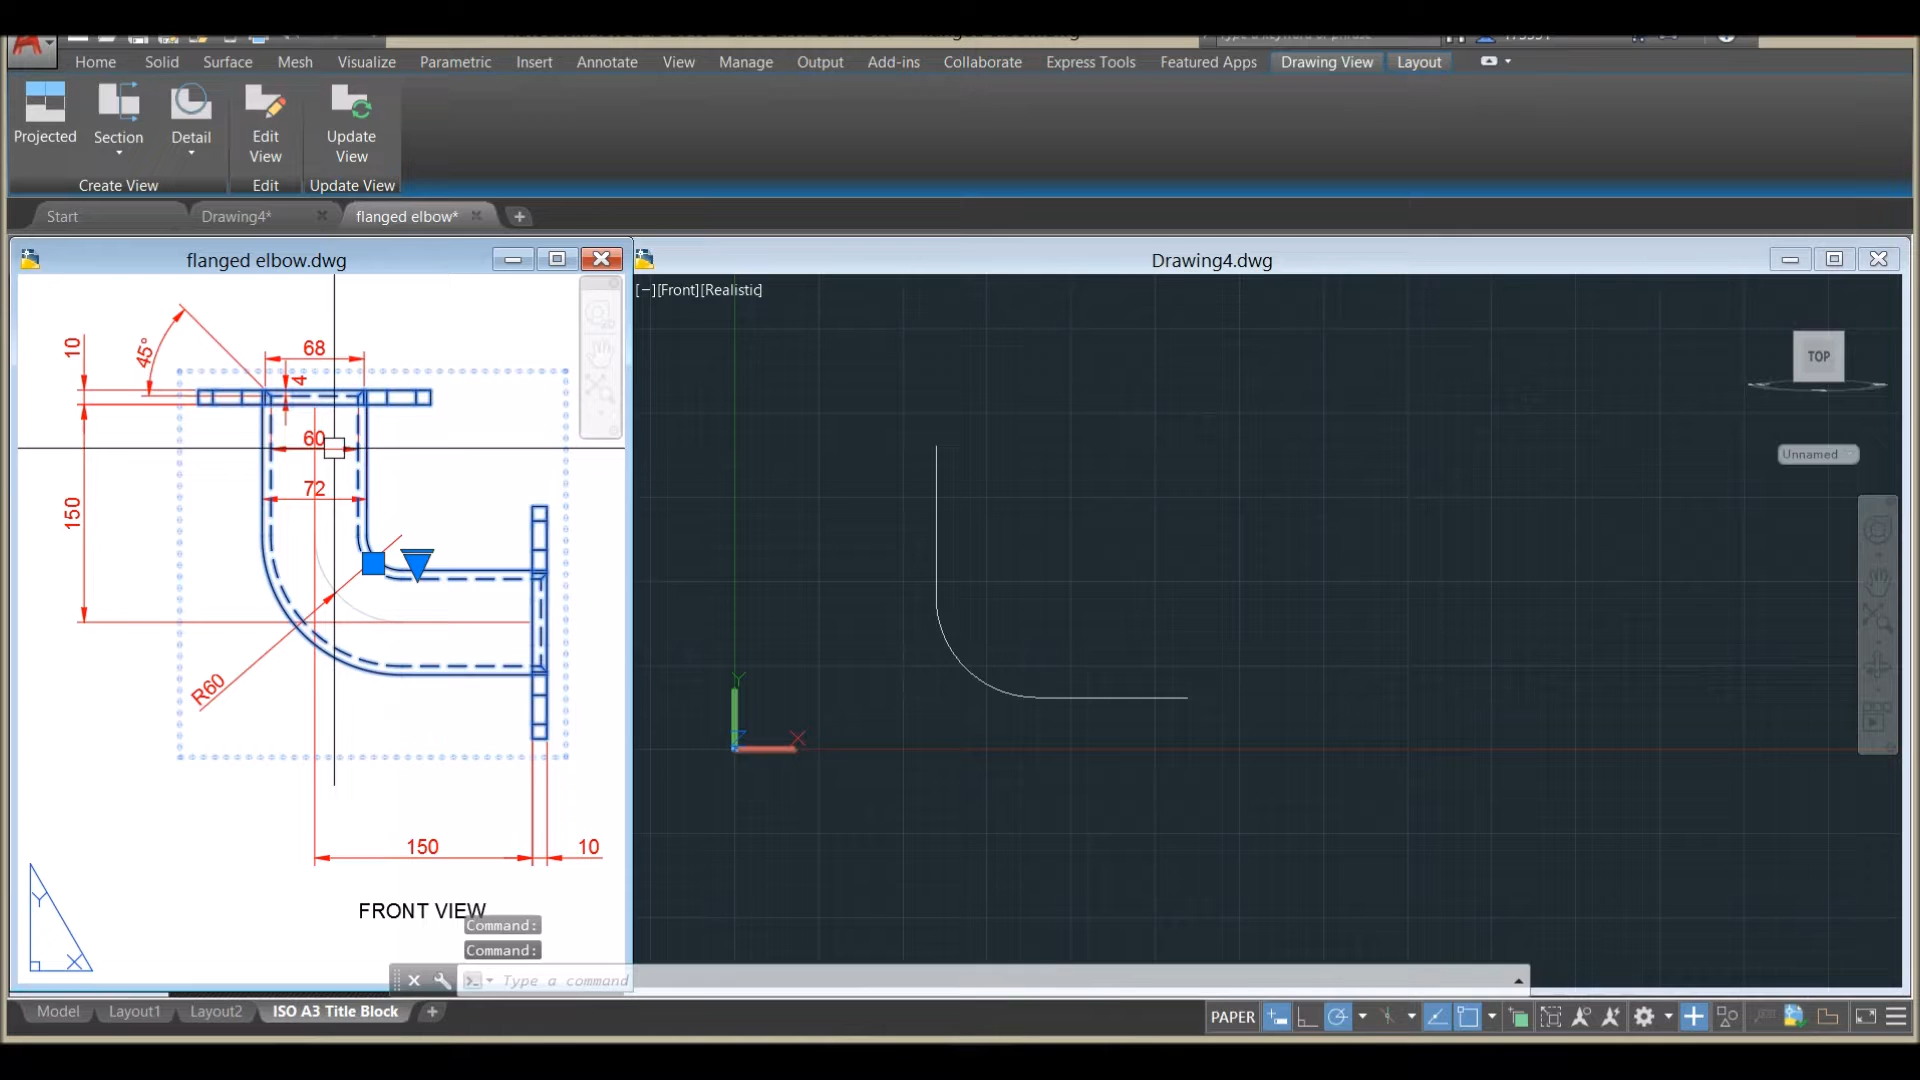 Home Solid Surface Mesh Visualize Parametric Insert Annotate View Manage Output Add-ins Collaborate Express Tools Featured Apps Drawing View Layout
Projected Section Detail Edit View Update View
Create View Edit Update View
Start Drawing4* flanged elbow* +
flanged elbow.dwg
10
45°
68
4
60
72
150
R60
150
10
FRONT VIEW
Y
X
Command:
Command:
Type a command
Drawing4.dwg
[−][Front][Realistic]
TOP
Unnamed
Y
X
Model Layout1 Layout2 ISO A3 Title Block +
PAPER